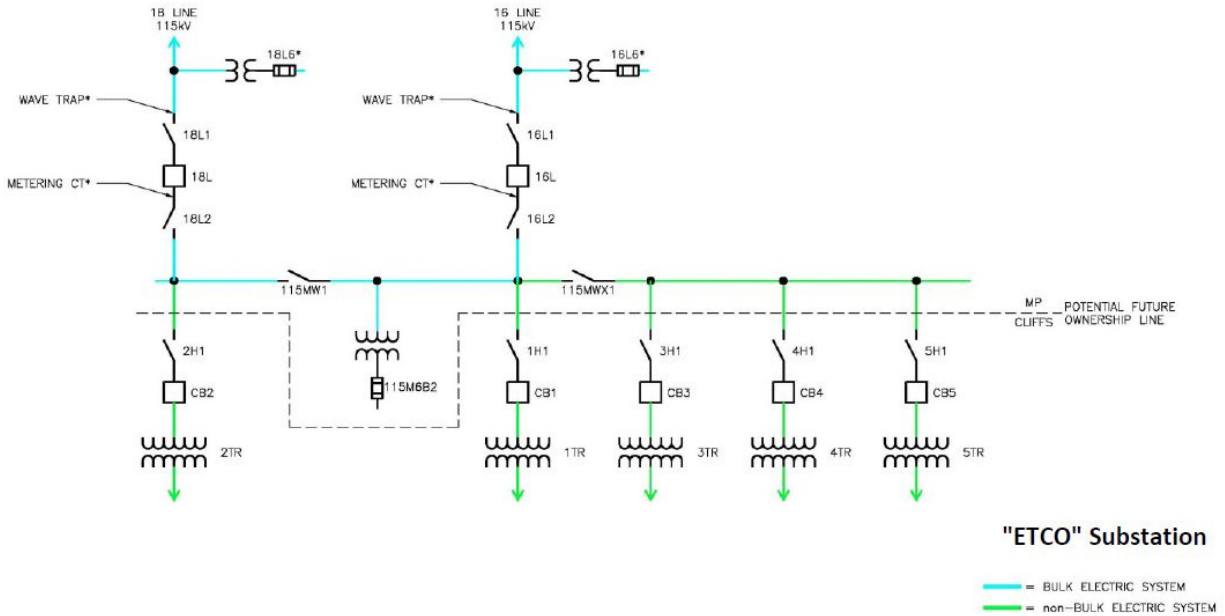 18 LINE
115kV
16 LINE
115kV
18L6*
16L6*
WAVE TRAP*
WAVE TRAP*
18L1
16L1
18L
16L
METERING CT*
METERING CT*
18L2
16L2
115MW1
115MWX1
MP
CLIFFS
POTENTIAL FUTURE
OWNERSHIP LINE
2H1
1H1
3H1
4H1
5H1
CB2
115M6B2
CB1
CB3
CB4
CB5
2TR
1TR
3TR
4TR
5TR
"ETCO" Substation
= BULK ELECTRIC SYSTEM
= non-BULK ELECTRIC SYSTEM